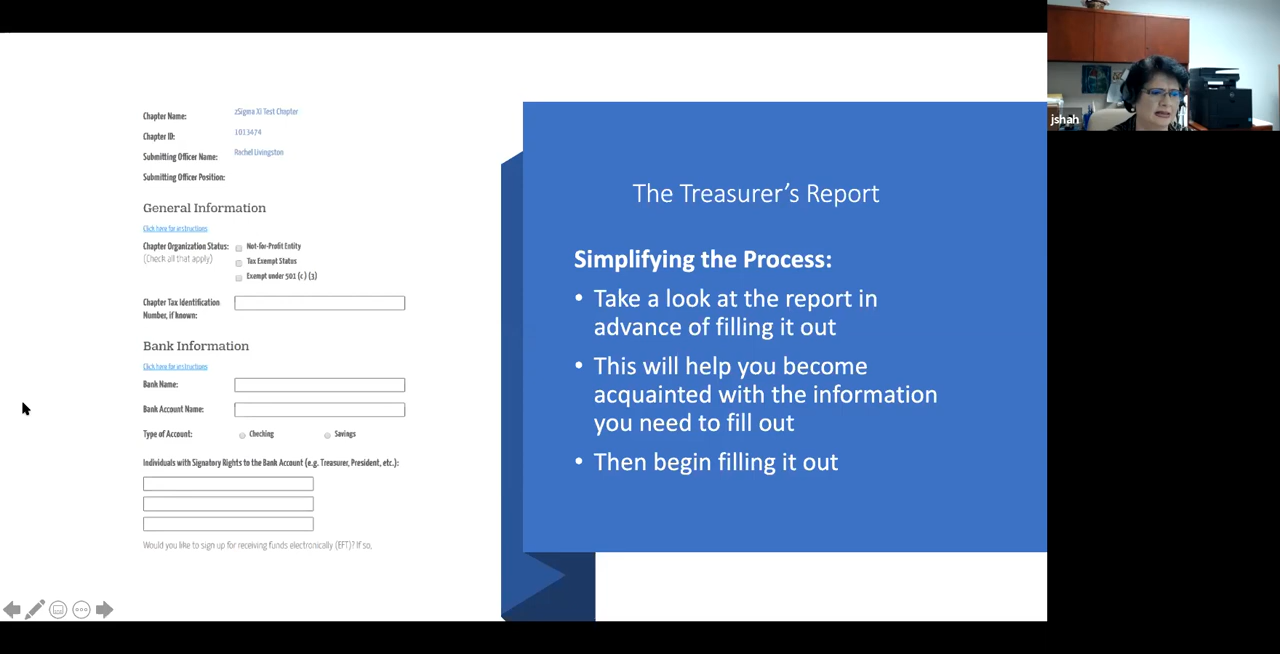 Chapter Name: zSigma XI Test Chapter
Chapter ID: 1013474
Submitting Officer Name: Rachel Livingston
Submitting Officer Position:
General Information
Click here for instructions
Chapter Organization Status: Not-for-Profit Entity
(Check all that apply) Tax Exempt Status
Exempt under 501 (c) (3)
Chapter Tax Identification
Number, if known:
Bank Information
Click here for instructions
Bank Name:
Bank Account Name:
Type of Account: Checking Savings
Individuals with Signatory Rights to the Bank Account (e.g. Treasurer, President, etc.):
Would you like to sign up for receiving funds electronically (EFT)? If so,
The Treasurer’s Report
Simplifying the Process:
• Take a look at the report in
advance of filling it out
• This will help you become
acquainted with the information
you need to fill out
• Then begin filling it out
jshah